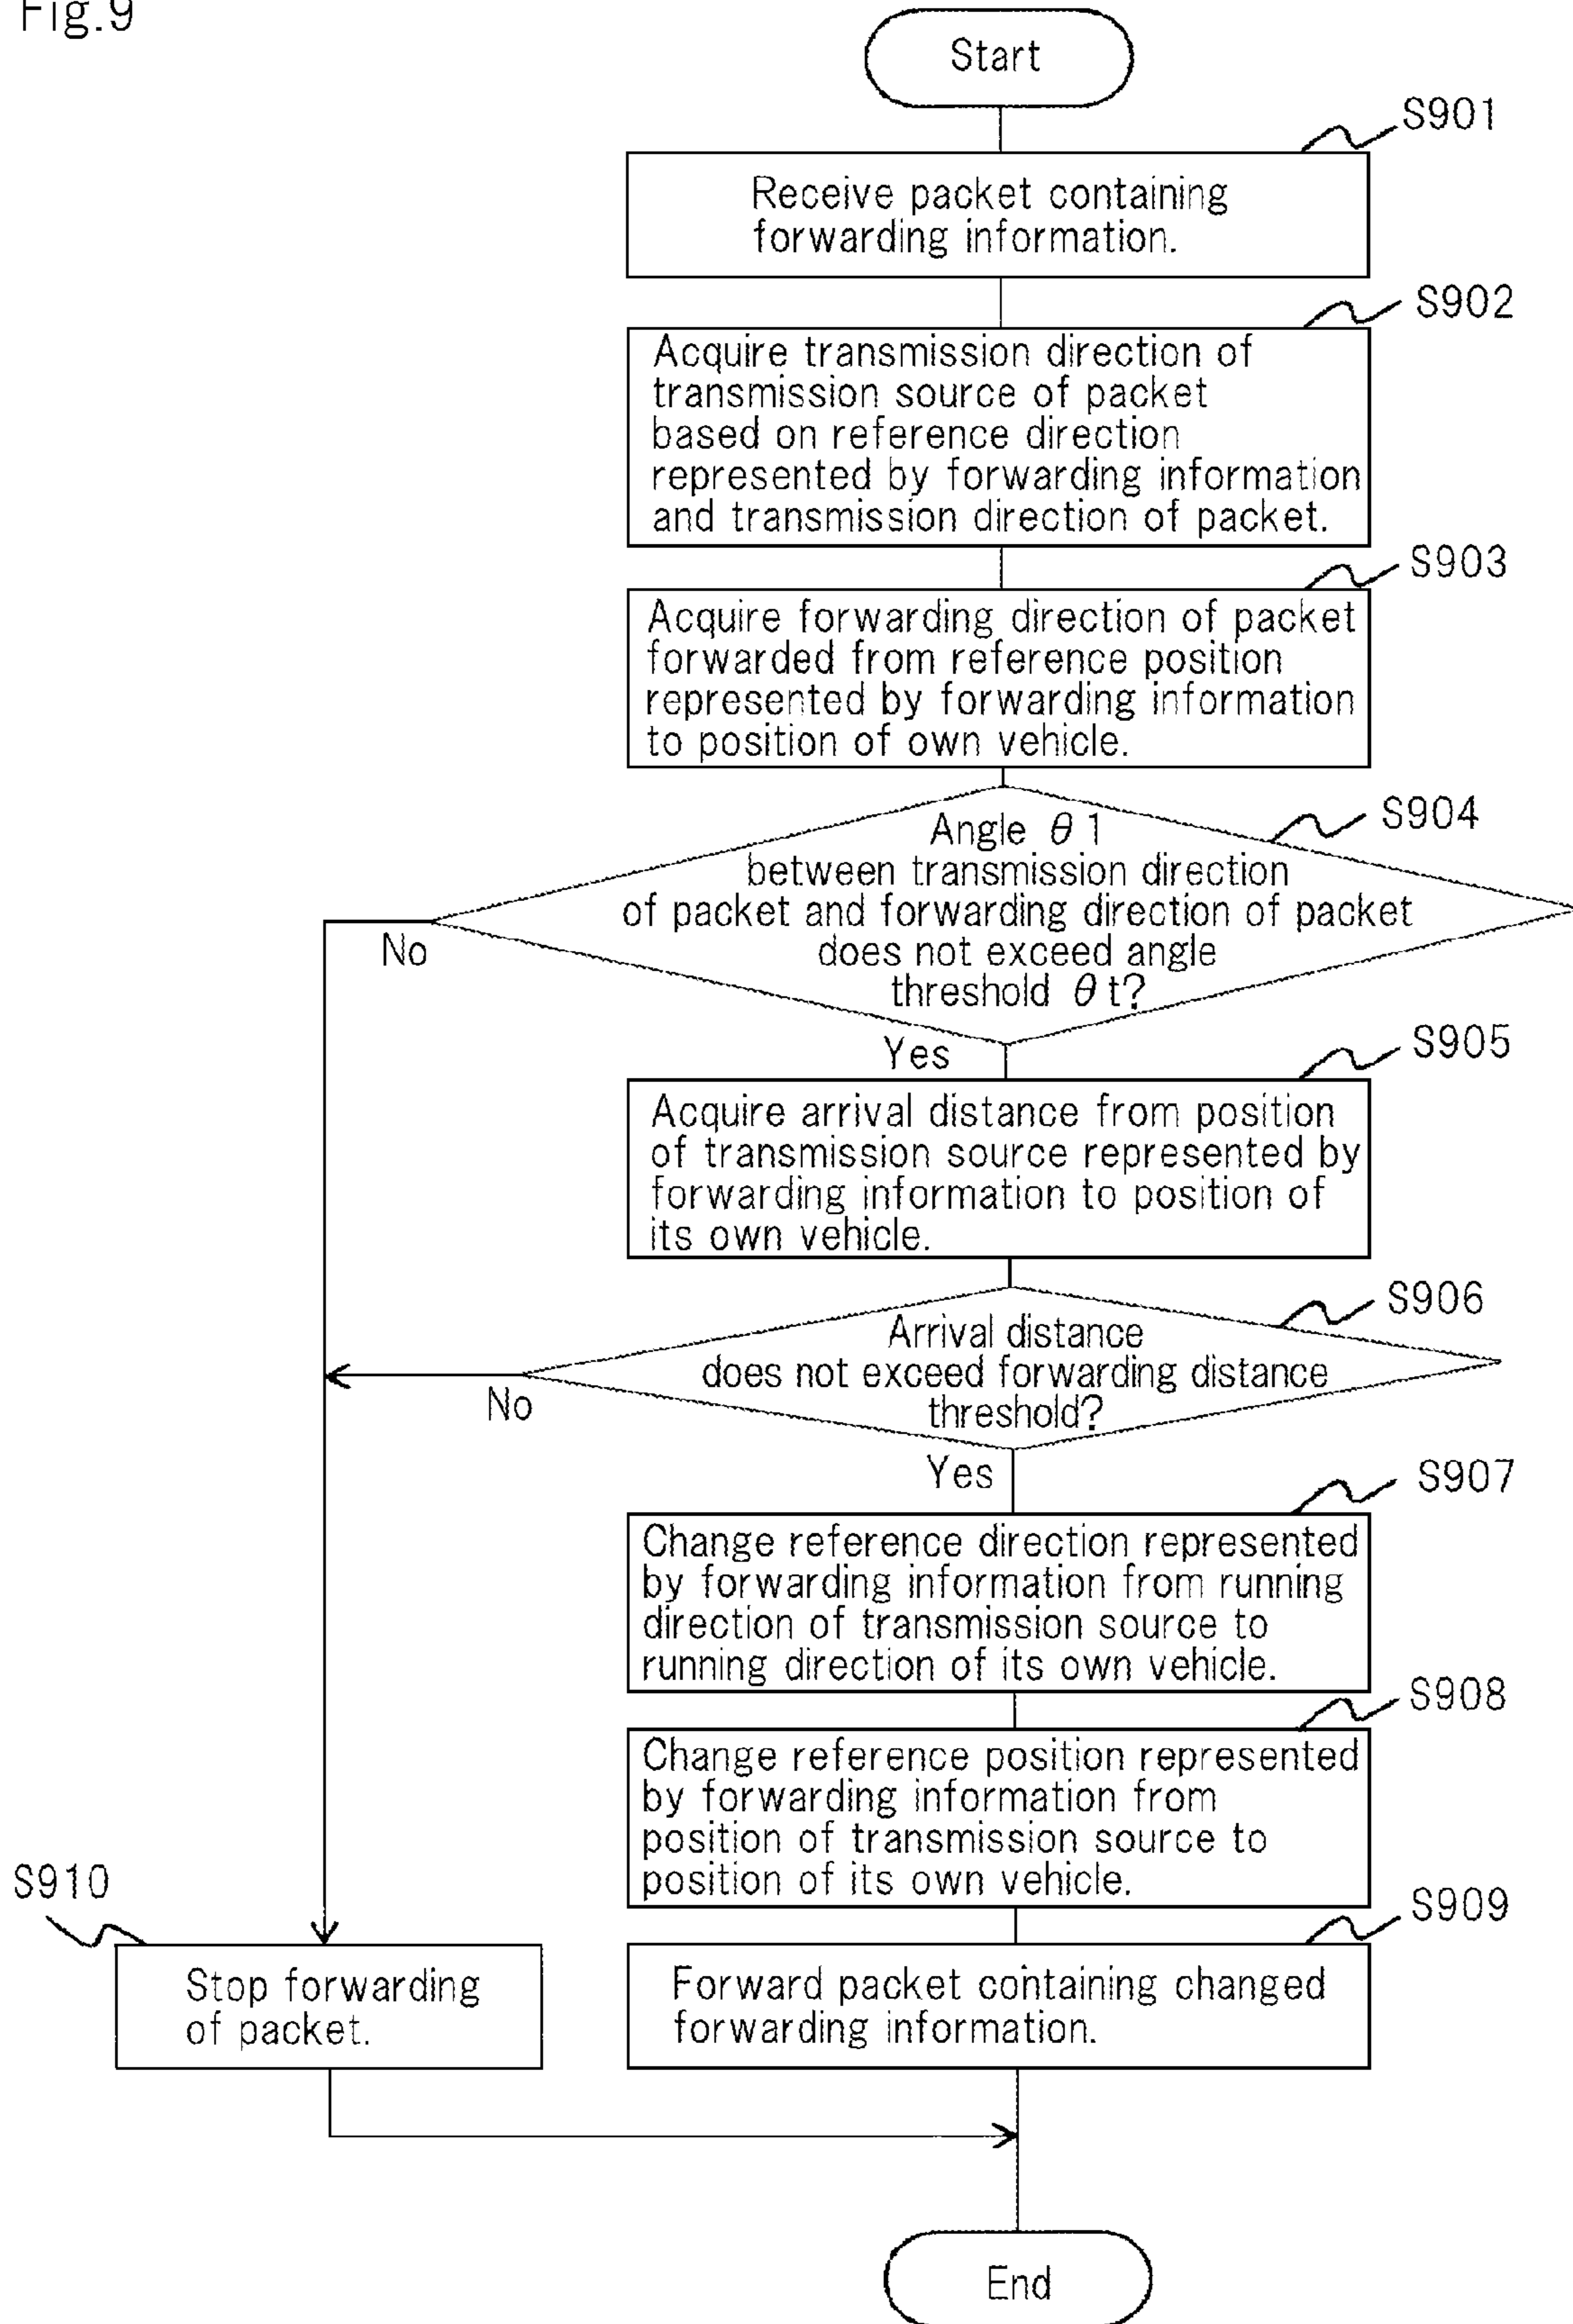 Fig.9
Start
S901
Receive packet containing
forwarding information.
S902
Acquire transmission direction of
transmission source of packet
based on reference direction
represented by forwarding information
and transmission direction of packet.
S903
Acquire forwarding direction of packet
forwarded from reference position
represented by forwarding information
to position of own vehicle.
S904
Angle θ 1
between transmission direction
of packet and forwarding direction of packet
does not exceed angle
threshold θ t?
No
Yes
S905
Acquire arrival distance from position
of transmission source represented by
forwarding information to position of
its own vehicle.
S906
Arrival distance
does not exceed forwarding distance
threshold?
No
Yes
S907
Change reference direction represented
by forwarding information from running
direction of transmission source to
running direction of its own vehicle.
S908
Change reference position represented
by forwarding information from
position of transmission source to
position of its own vehicle.
S910
S909
Stop forwarding
of packet.
Forward packet containing changed
forwarding information.
End